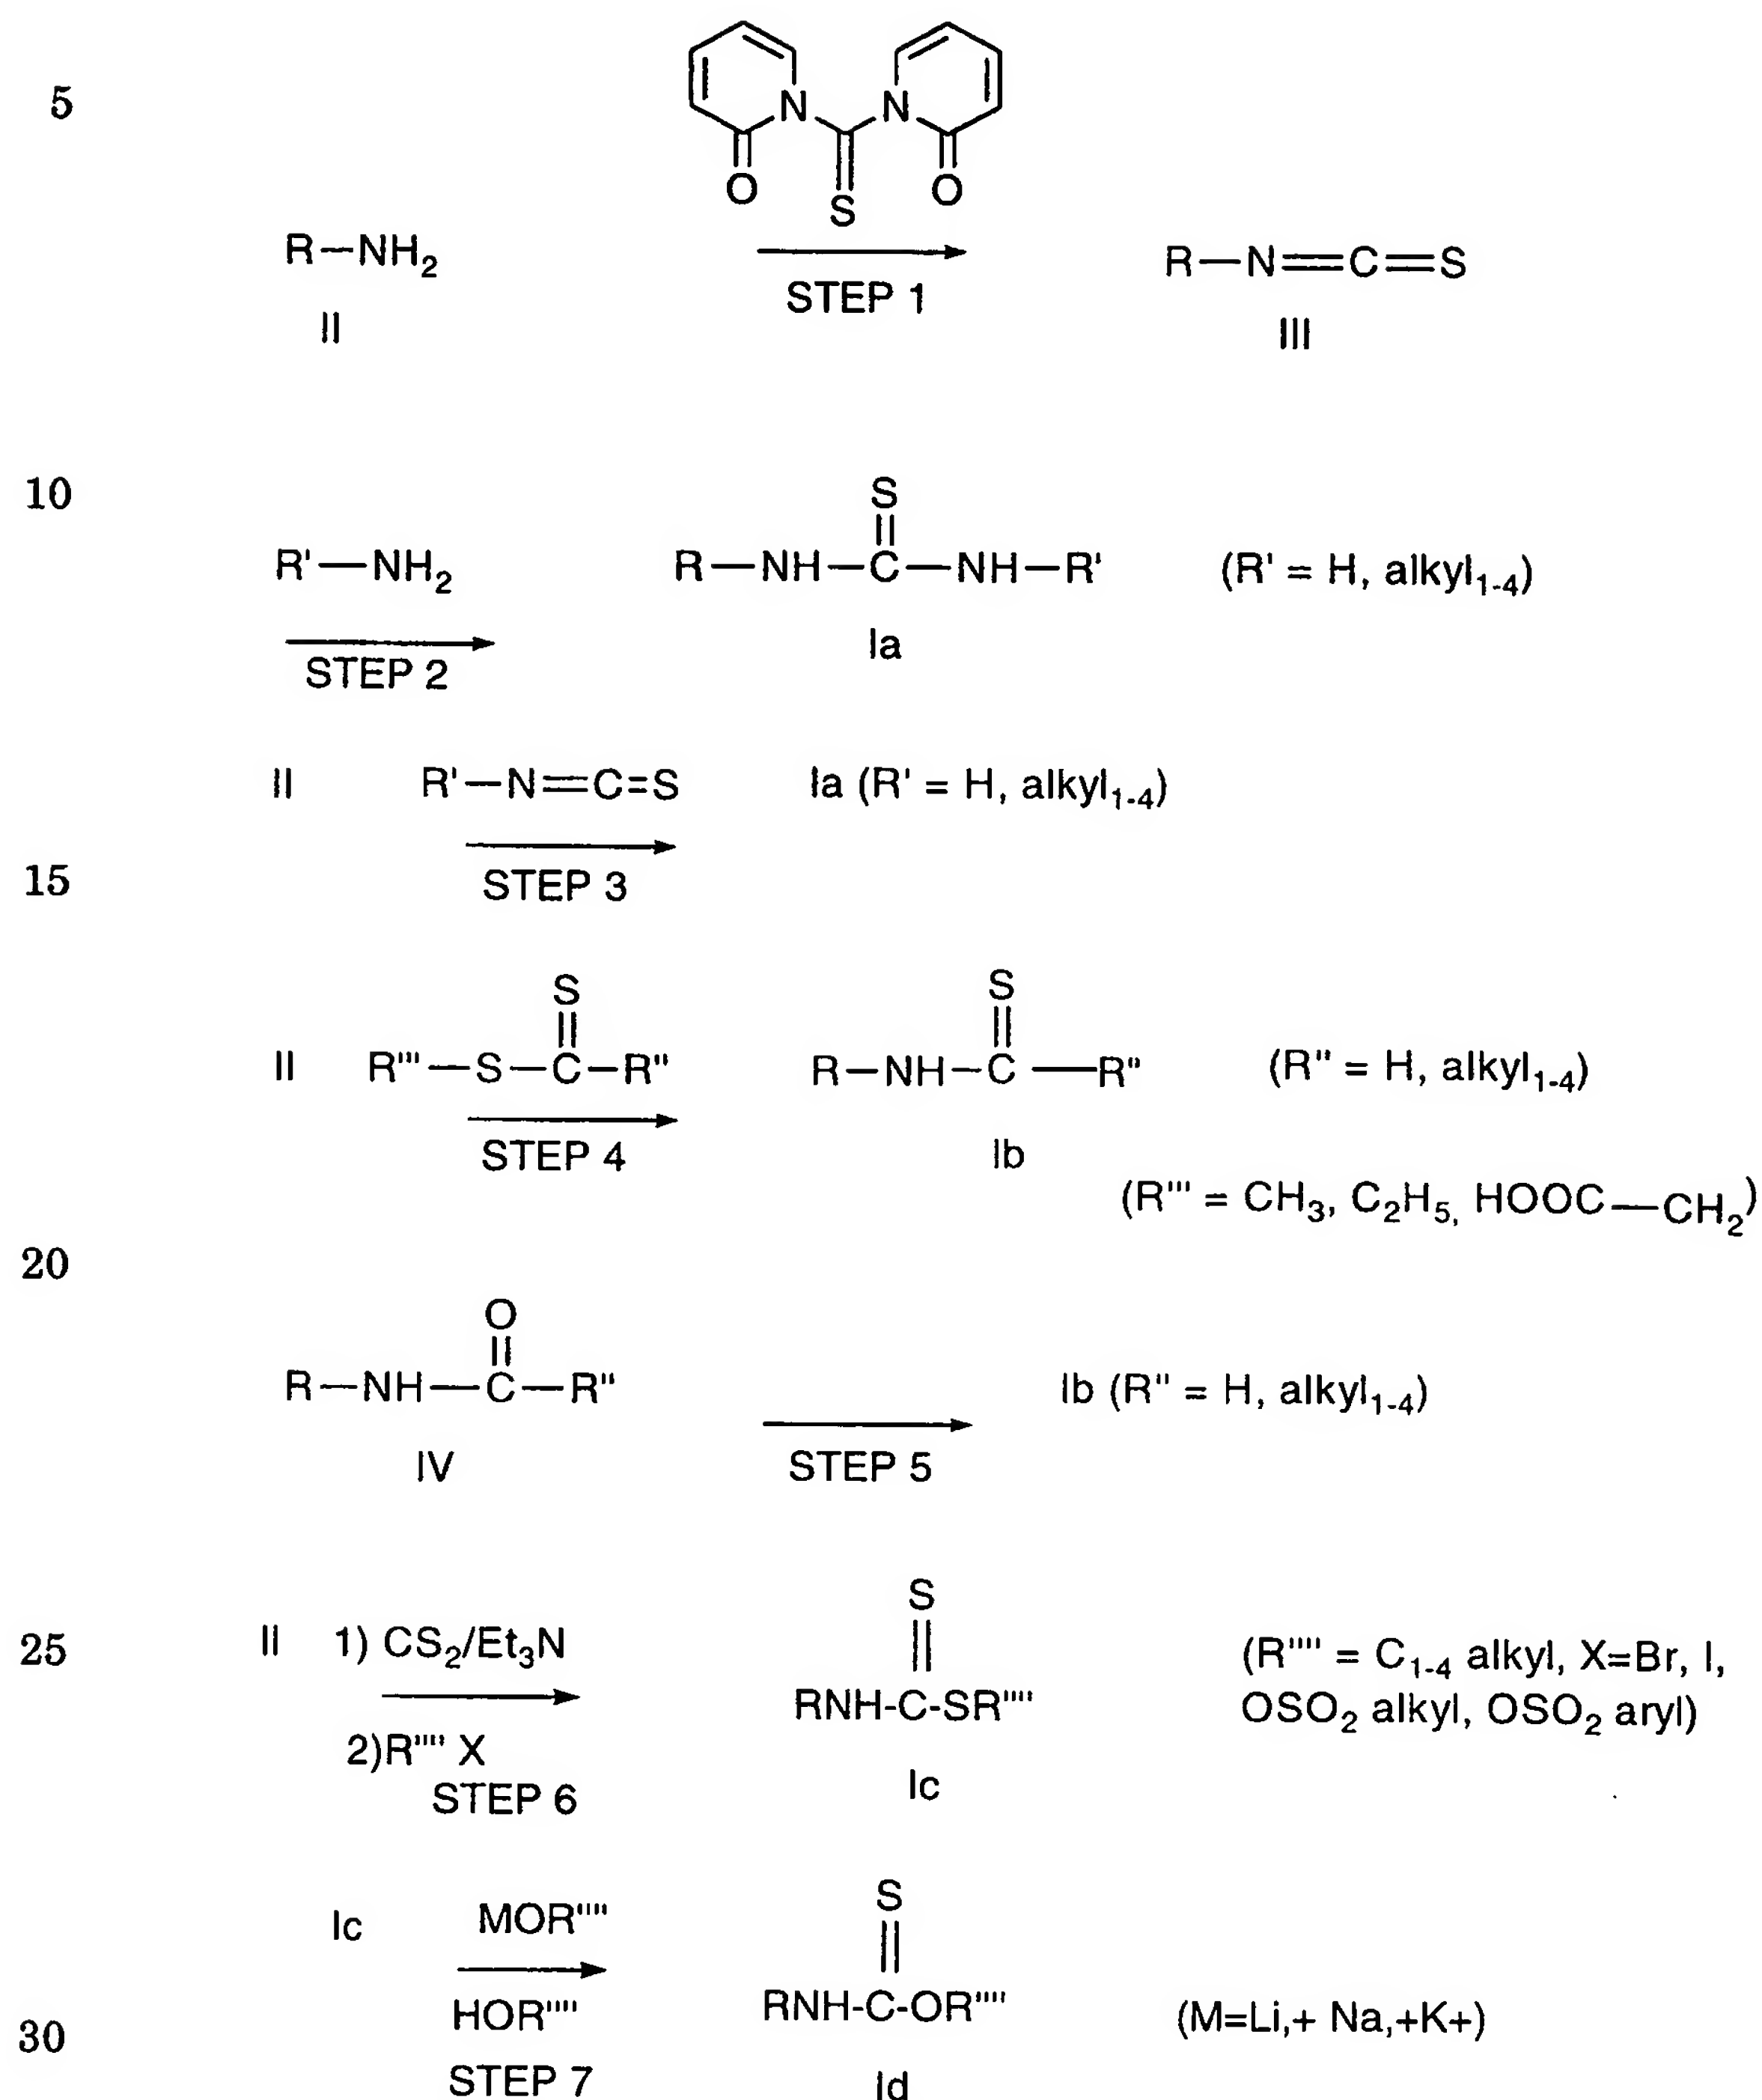 5
N N
O S O
R—NH2
II
STEP 1
R—N=C=S
III
10
R'—NH2
STEP 2
S
R—NH—C—NH—R'
Ia
(R' = H, alkyl1-4)
II R'—N=C=S
STEP 3
Ia (R' = H, alkyl1-4)
15
II
S
R''''—S—C—R''
STEP 4
S
R—NH—C—R''
Ib
(R'' = H, alkyl1-4)
(R''' = CH3, C2H5, HOOC—CH2)
20
O
R—NH—C—R''
IV
STEP 5
Ib (R'' = H, alkyl1-4)
25
II 1) CS2/Et3N
2)R'''' X
STEP 6
S
RNH-C-SR''''
Ic
(R'''' = C1-4 alkyl, X=Br, I,
OSO2 alkyl, OSO2 aryl)
Ic MOR''''
HOR''''
STEP 7
S
RNH-C-OR''''
Id
(M=Li,+ Na,+K+)
30